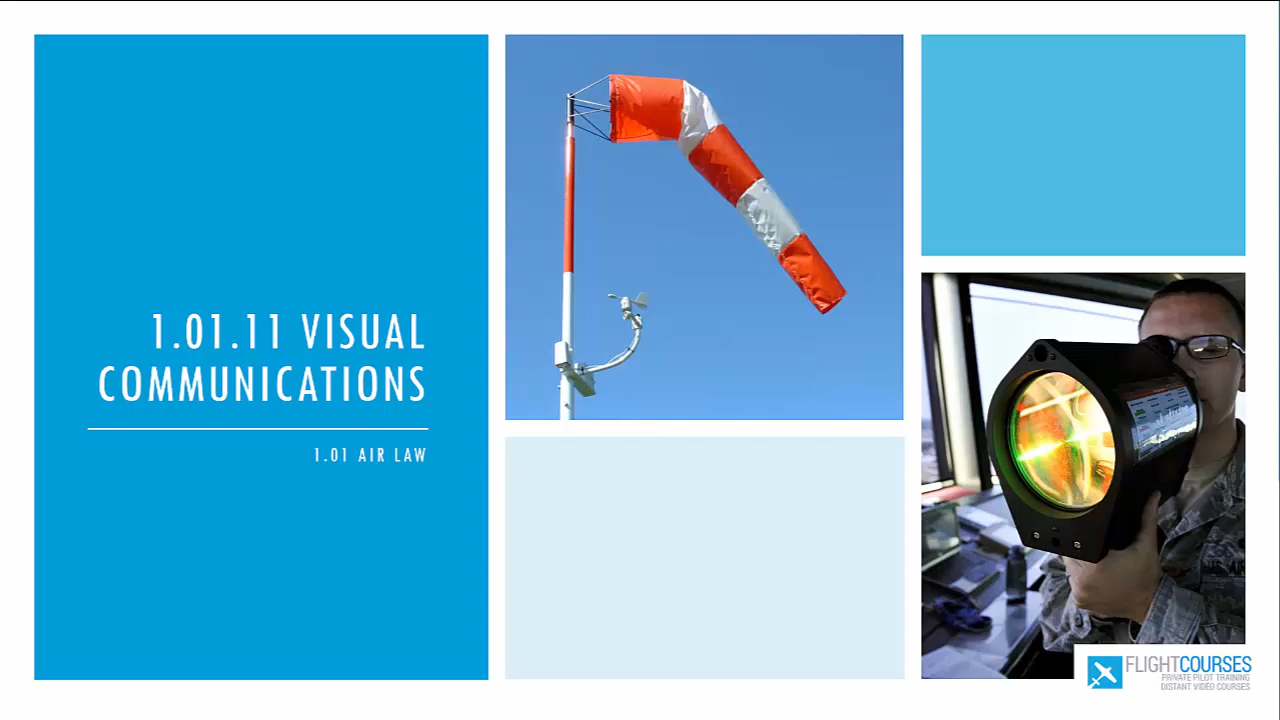 1.01.11 VISUAL
COMMUNICATIONS
1.01 AIR LAW
FLIGHTCOURSES
PRIVATE PILOT TRAINING
DISTANT VIDEO COURSES